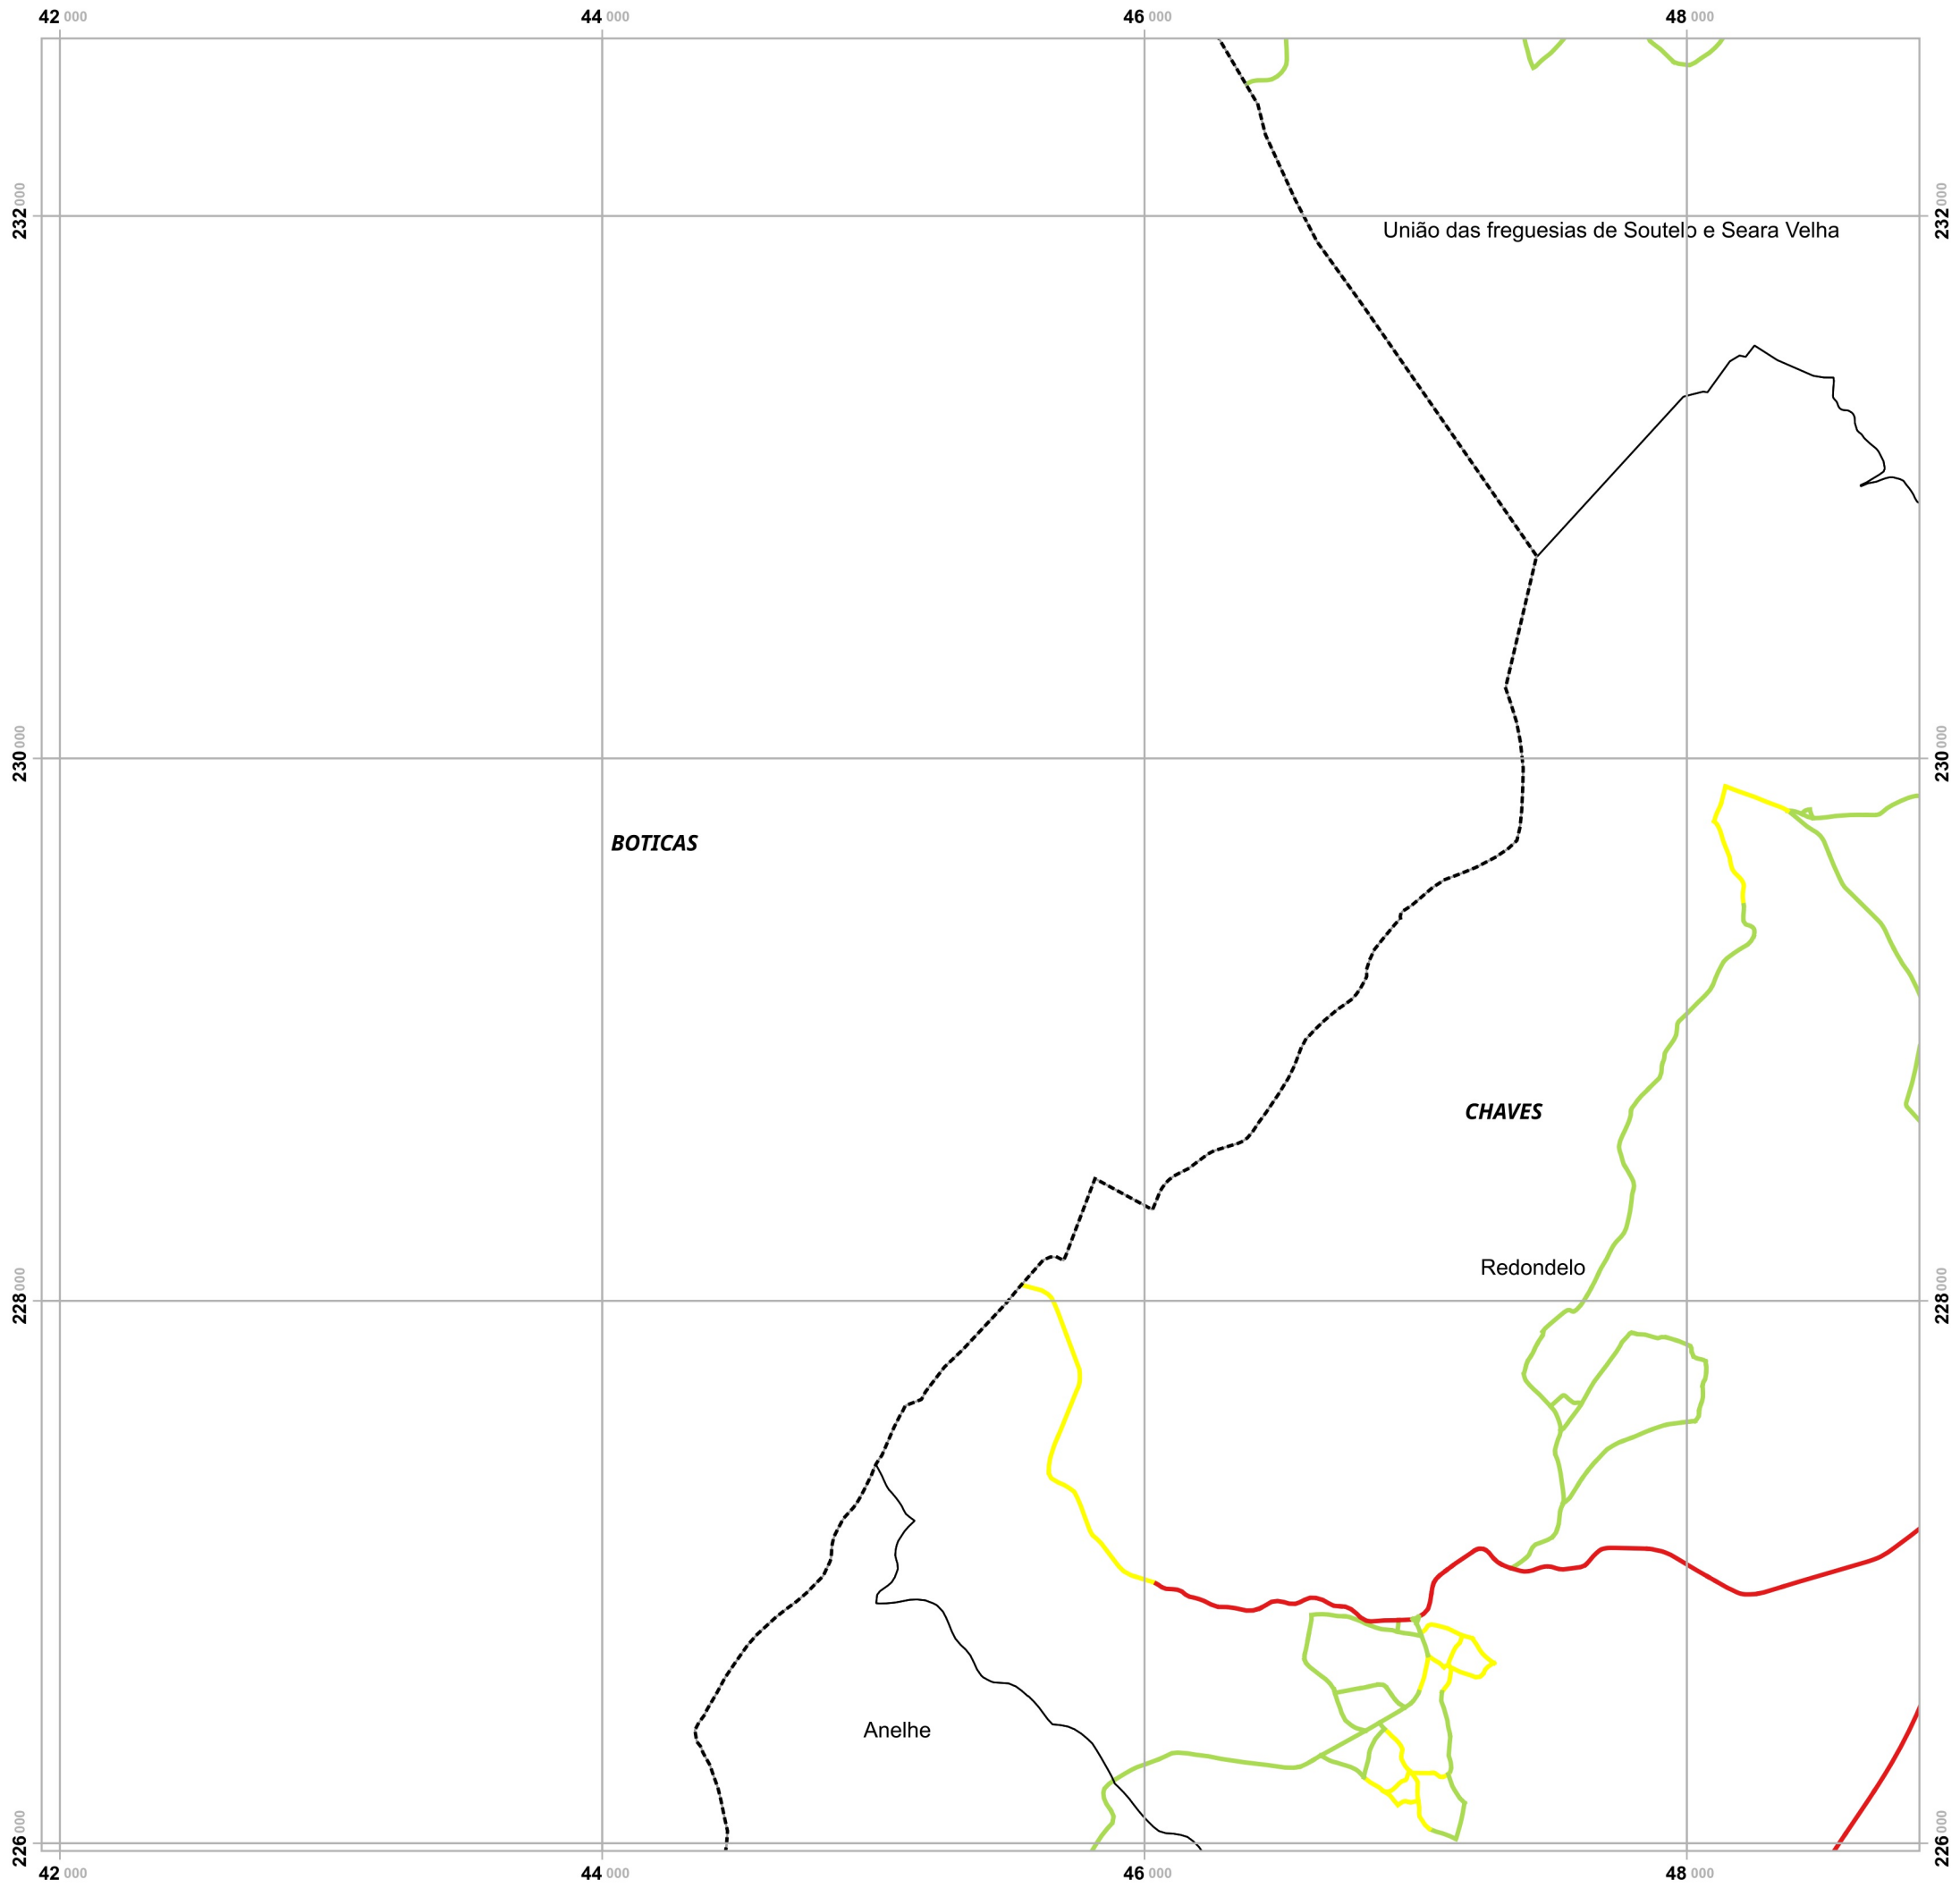 42 000 44 000 46 000 48 000
232 000 232 000
União das freguesias de Soutelo e Seara Velha
230 000 230 000
BOTICAS
CHAVES
Redondelo
228 000 228 000
Anelhe
226 000 226 000
42 000 44 000 46 000 48 000